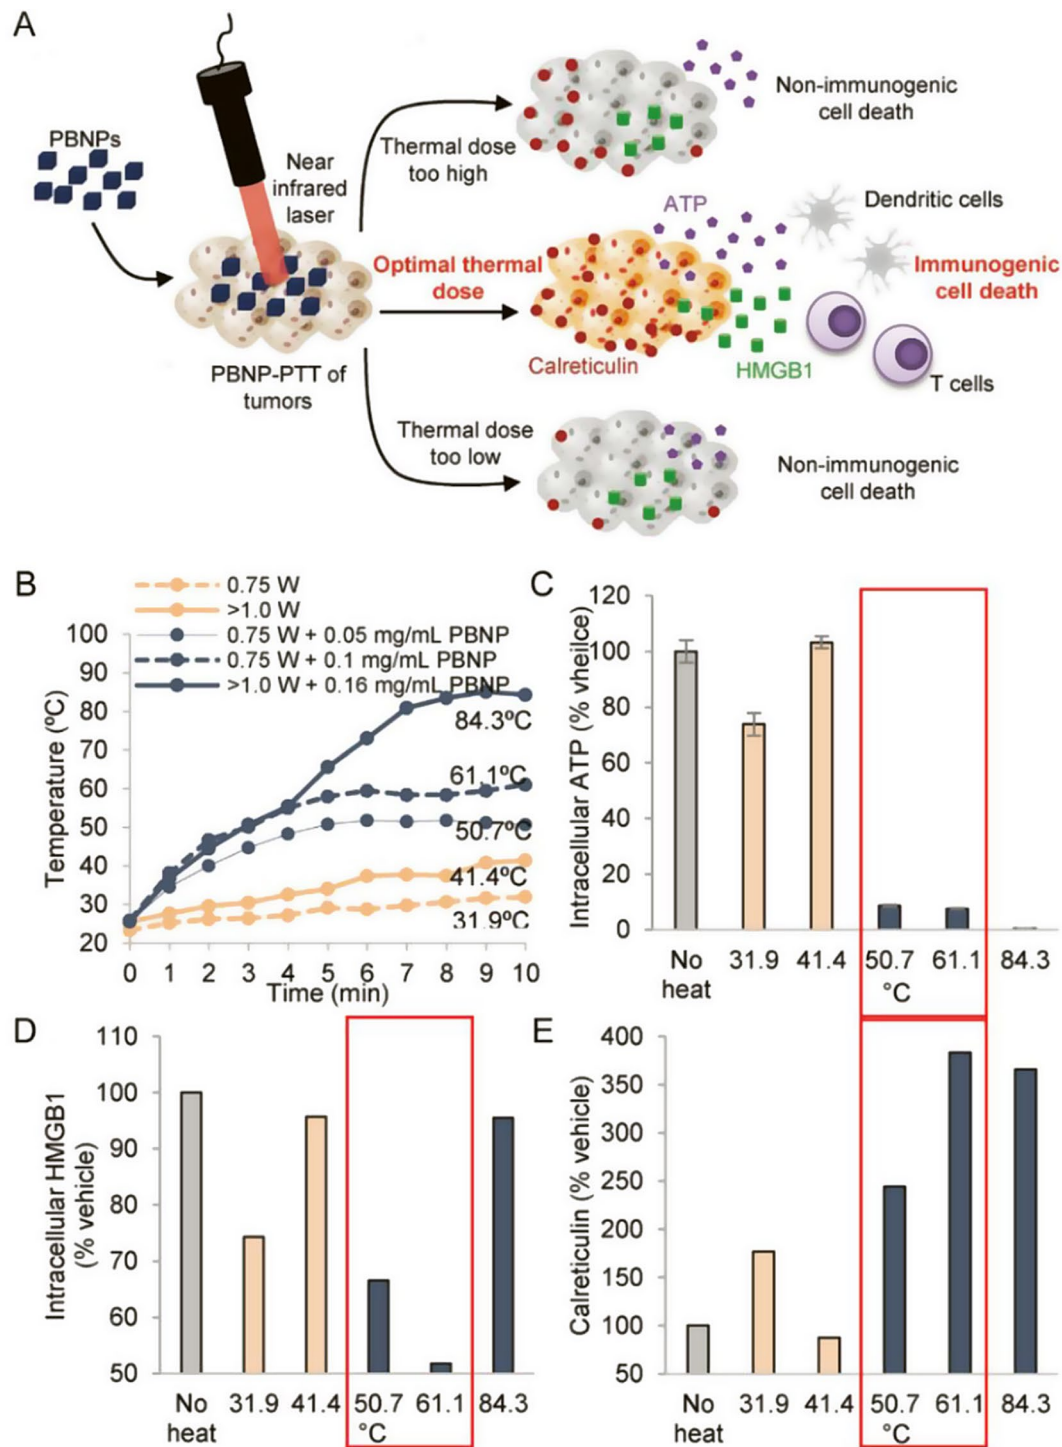 A
PBNPs
Near
infrared
laser
PBNP-PTT of
tumors
Thermal dose
too high
Non-immunogenic
cell death
Optimal thermal
dose
ATP
Calreticulin
HMGB1
Dendritic cells
Immunogenic
cell death
T cells
Thermal dose
too low
Non-immunogenic
cell death
B
0.75 W
>1.0 W
0.75 W + 0.05 mg/mL PBNP
0.75 W + 0.1 mg/mL PBNP
>1.0 W + 0.16 mg/mL PBNP
Temperature (ºC)
100
90
80
70
60
50
40
30
20
84.3ºC
61.1ºC
50.7ºC
41.4ºC
31.9ºC
0 1 2 3 4 5 6 7 8 9 10
Time (min)
C
Intracellular ATP (% vheilce)
120
100
80
60
40
20
0
No heat 31.9 41.4 50.7 61.1 84.3
°C
D
Intracellular HMGB1
(% vehicle)
110
100
90
80
70
60
50
No heat 31.9 41.4 50.7 61.1 84.3
°C
E
Calreticulin (% vehicle)
400
350
300
250
200
150
100
50
No heat 31.9 41.4 50.7 61.1 84.3
°C